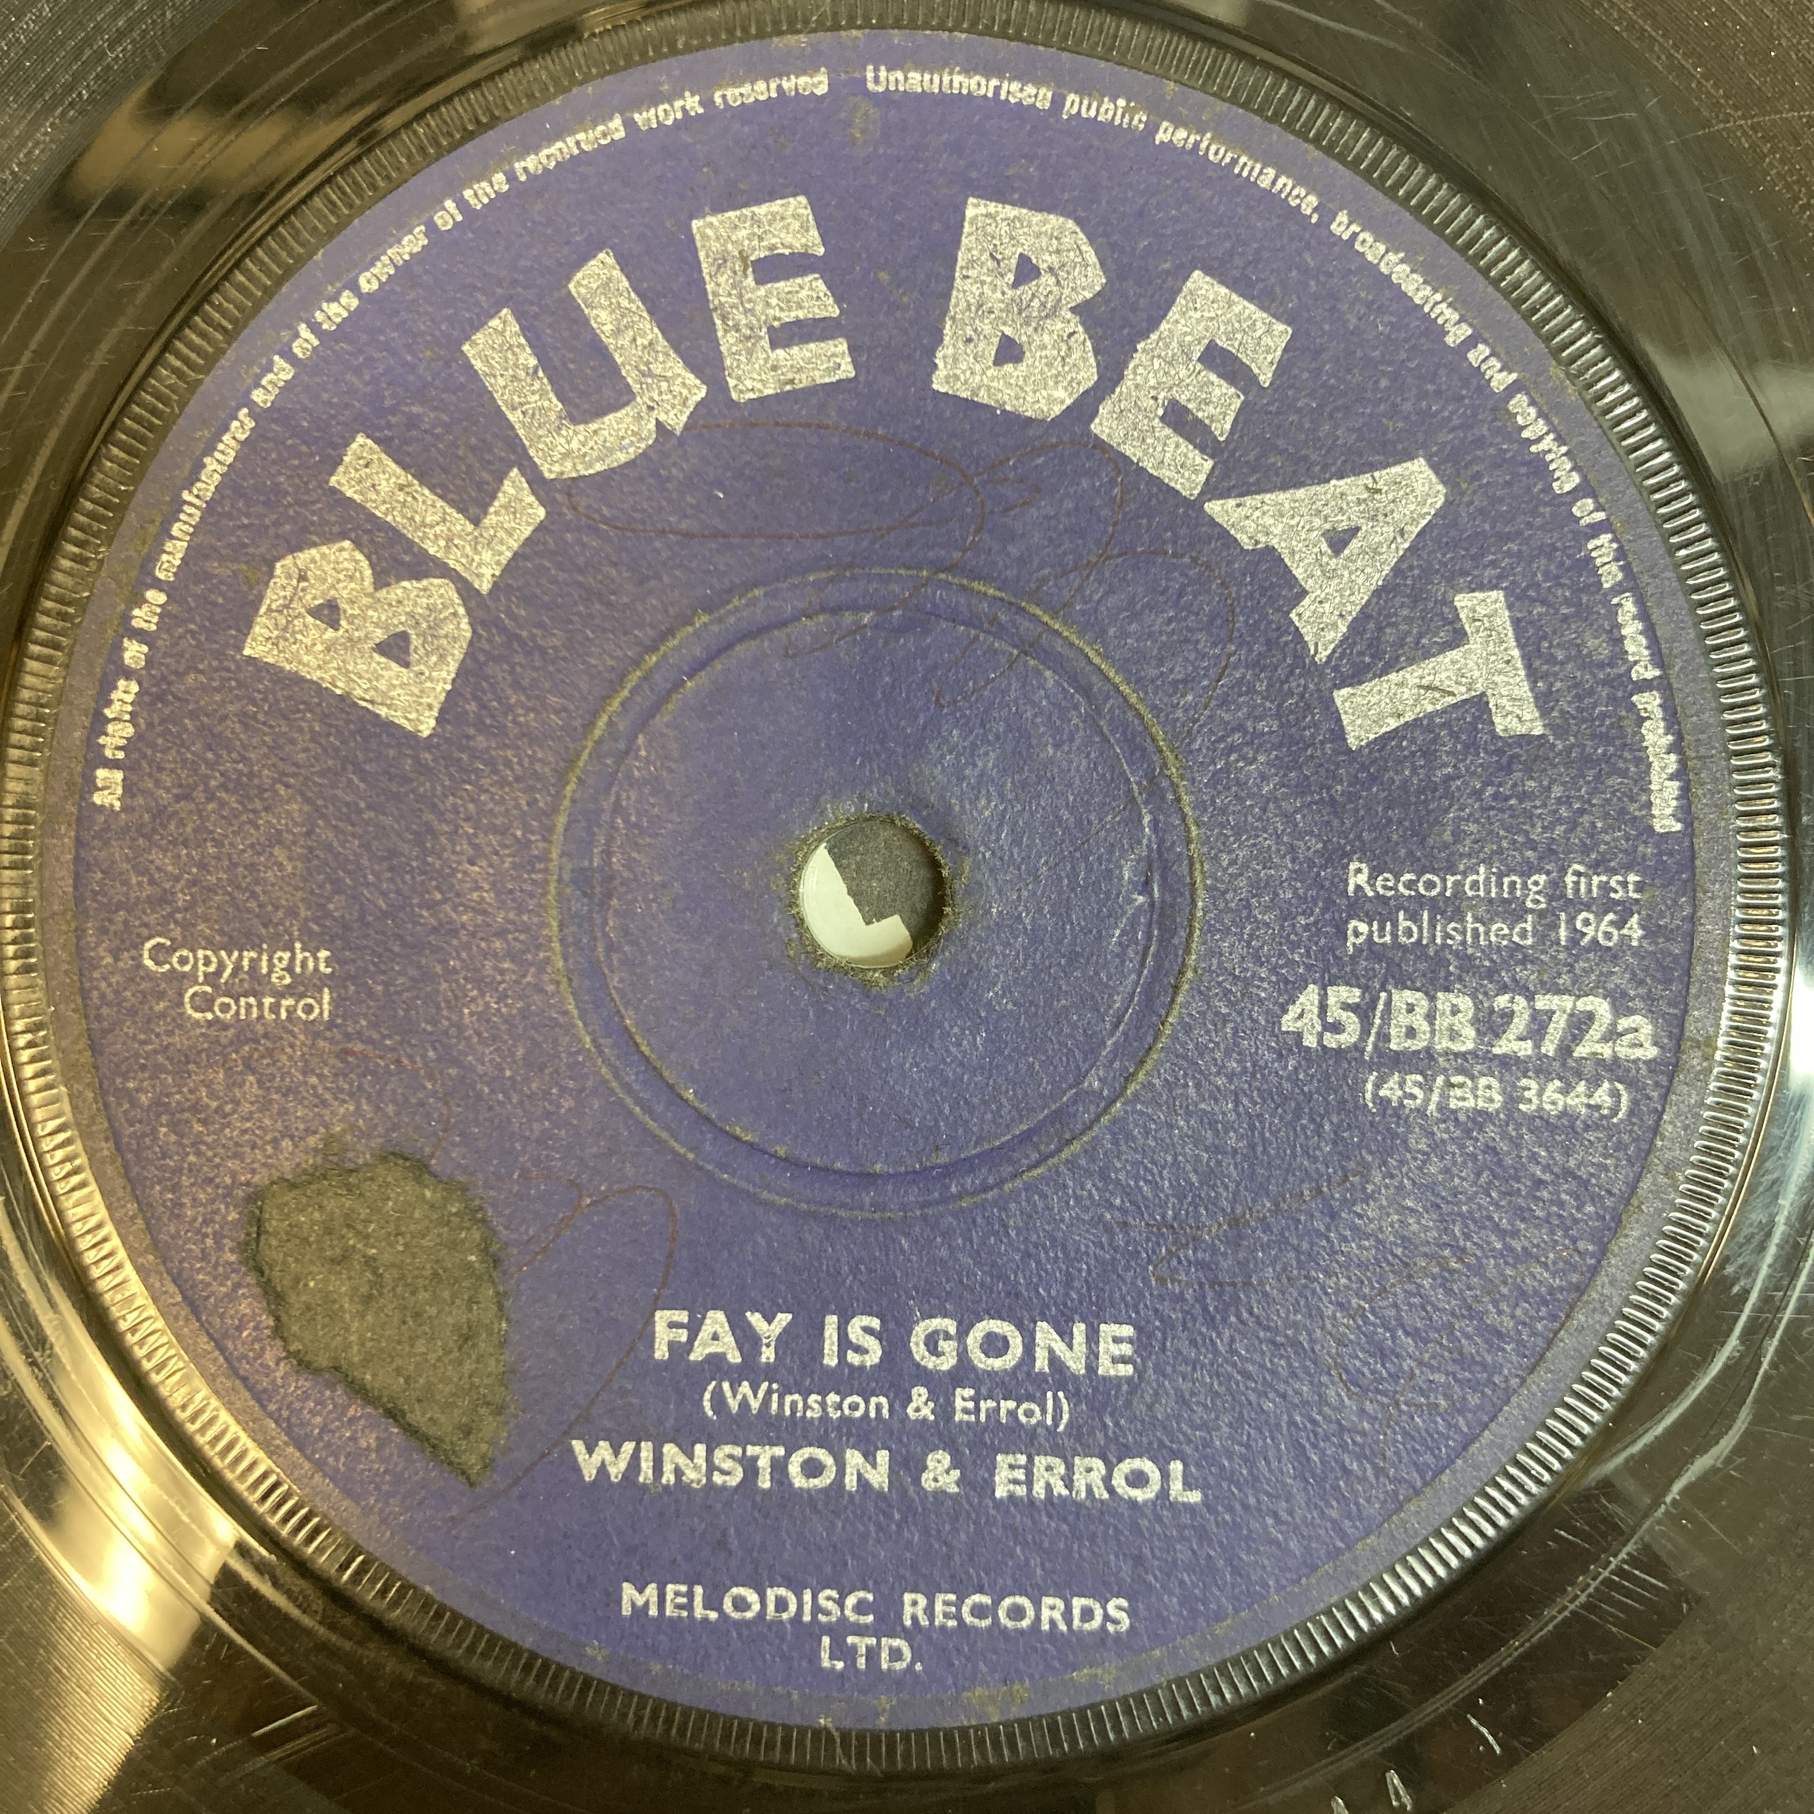 All rights of the manufacturer and of the owner of the recorded work reserved Unauthorised public performance, broadcasting and copying of this record prohibited
BLUE BEAT
Recording first
published 1964
Copyright
Control
45/BB 272a
(45/BB 3644)
FAY IS GONE
(Winston & Errol)
WINSTON & ERROL
MELODISC RECORDS
LTD.